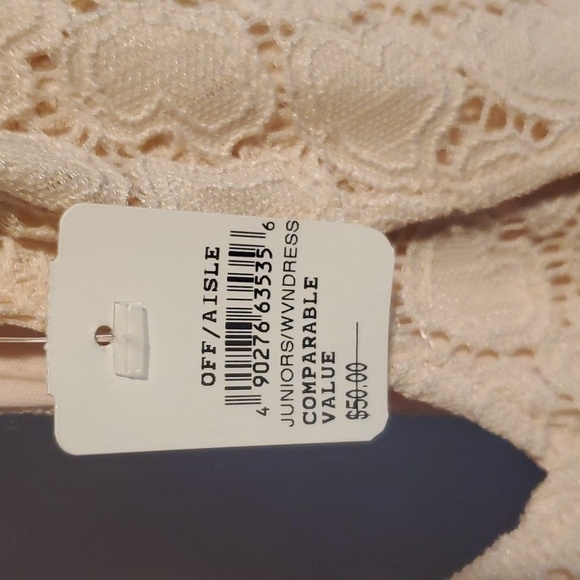 OFF/AISLE
4 90276 63535 6
JUNIORS/WVNDRESS
COMPARABLE
VALUE
$50.00